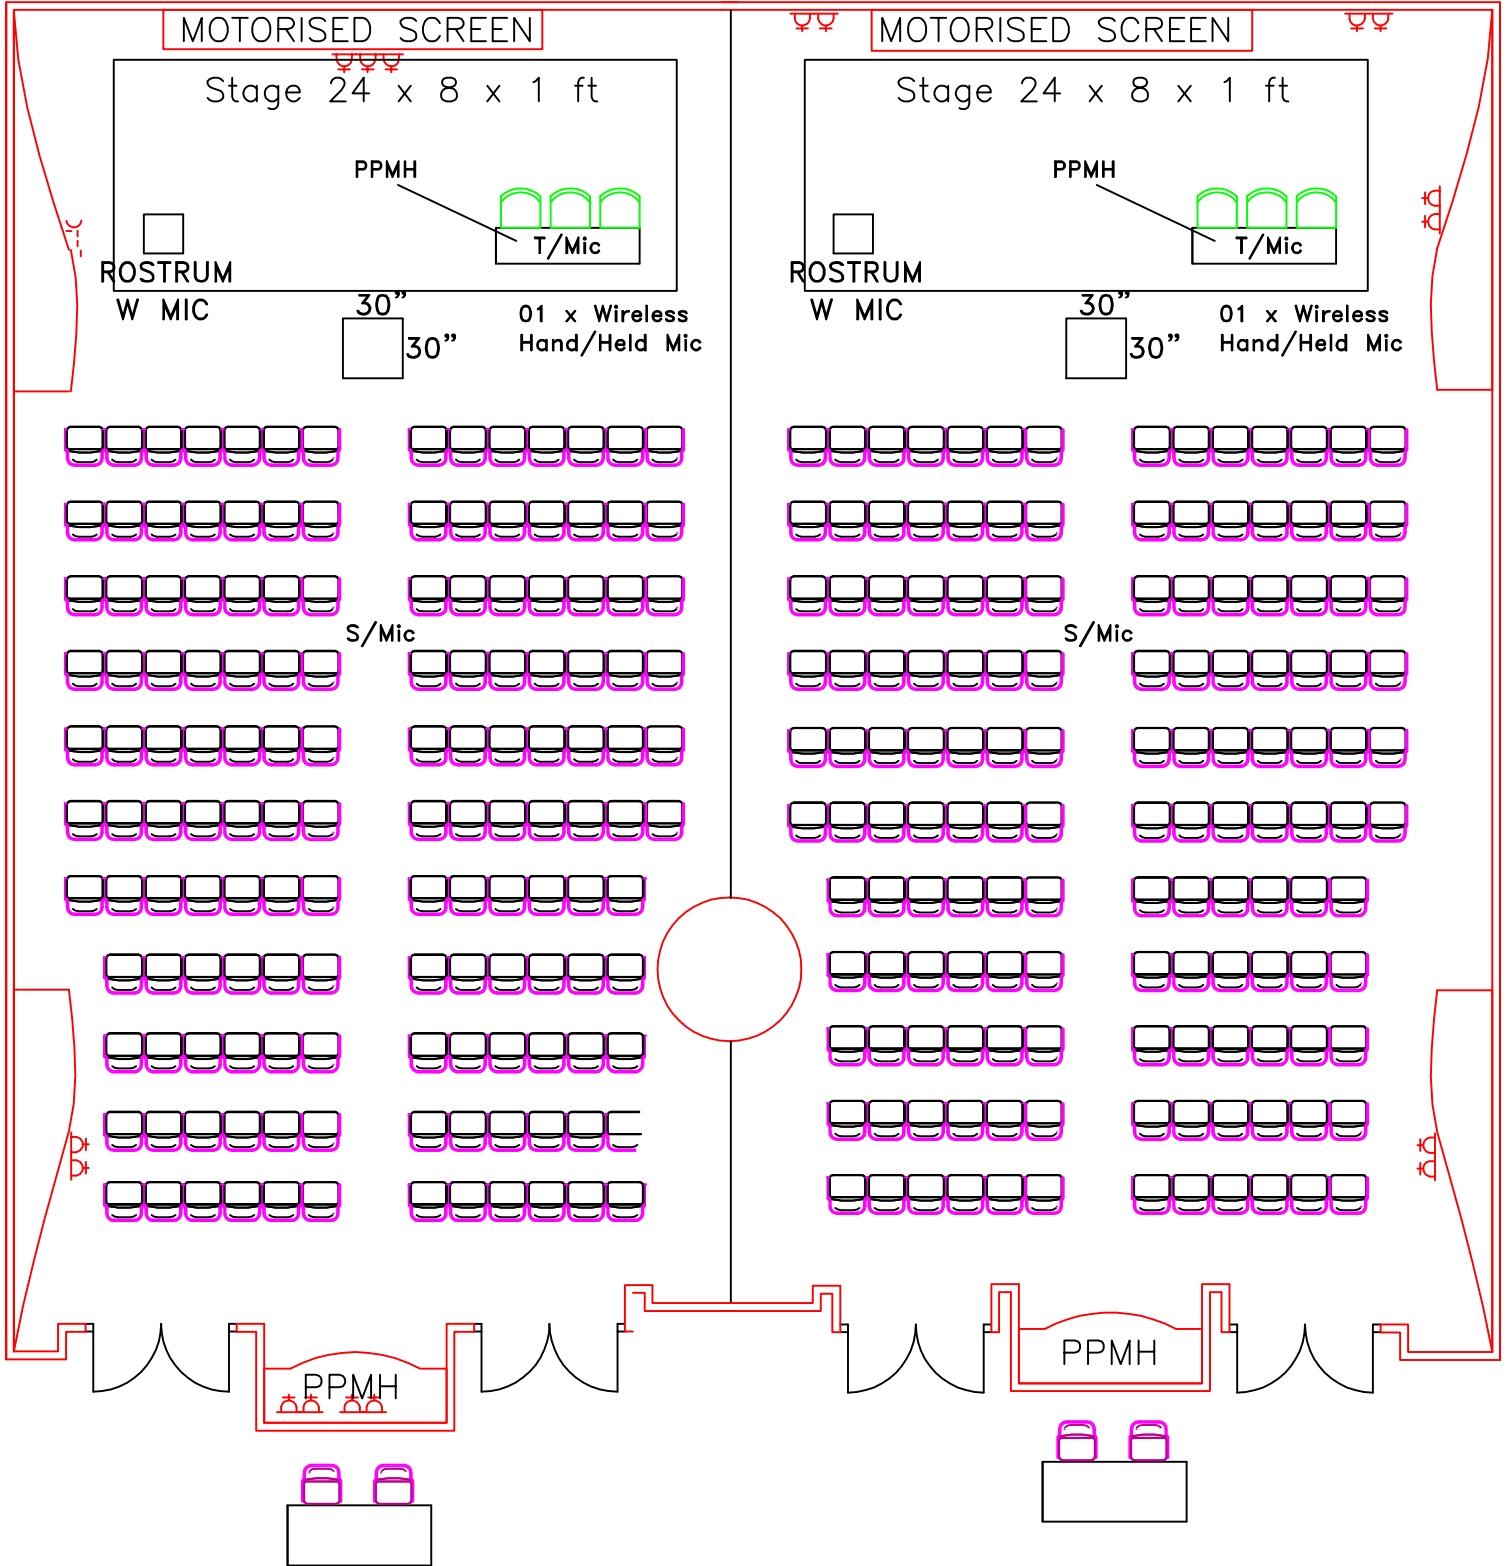 MOTORISED SCREEN
Stage 24 x 8 x 1 ft
PPMH
T/Mic
ROSTRUM
W MIC
30”
30”
01 x Wireless
Hand/Held Mic
S/Mic
PPMH
MOTORISED SCREEN
Stage 24 x 8 x 1 ft
PPMH
T/Mic
ROSTRUM
W MIC
30”
30”
01 x Wireless
Hand/Held Mic
S/Mic
PPMH